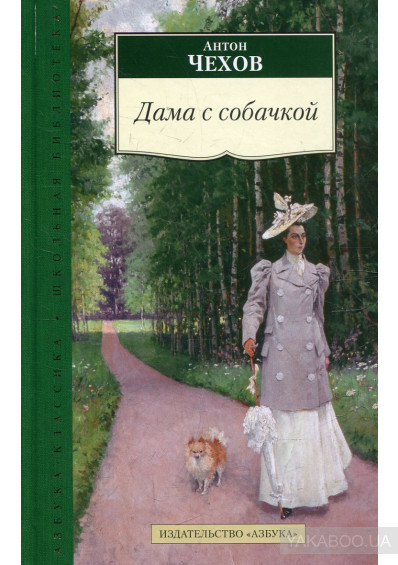 Антон
ЧЕХОВ
Дама с собачкой
АЗБУКА КЛАССИКА • ШКОЛЬНАЯ БИБЛИОТЕКА
ИЗДАТЕЛЬСТВО «АЗБУКА»
YAKABOO.UA